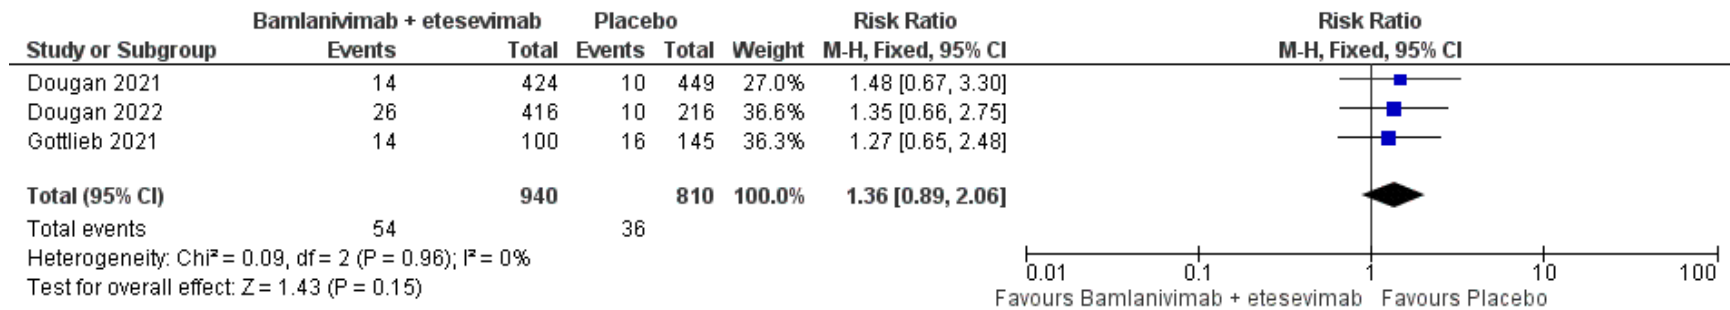 Bamlanivimab + etesevimab Placebo Risk Ratio Risk Ratio
Study or Subgroup Events Total Events Total Weight M-H, Fixed, 95% CI M-H, Fixed, 95% CI
Dougan 2021 14 424 10 449 27.0% 1.48 [0.67, 3.30]
Dougan 2022 26 416 10 216 36.6% 1.35 [0.66, 2.75]
Gottlieb 2021 14 100 16 145 36.3% 1.27 [0.65, 2.48]
Total (95% CI) 940 810 100.0% 1.36 [0.89, 2.06]
Total events 54 36
Heterogeneity: Chi² = 0.09, df = 2 (P = 0.96); I² = 0%
Test for overall effect: Z = 1.43 (P = 0.15)
0.01 0.1 1 10 100
Favours Bamlanivimab + etesevimab Favours Placebo